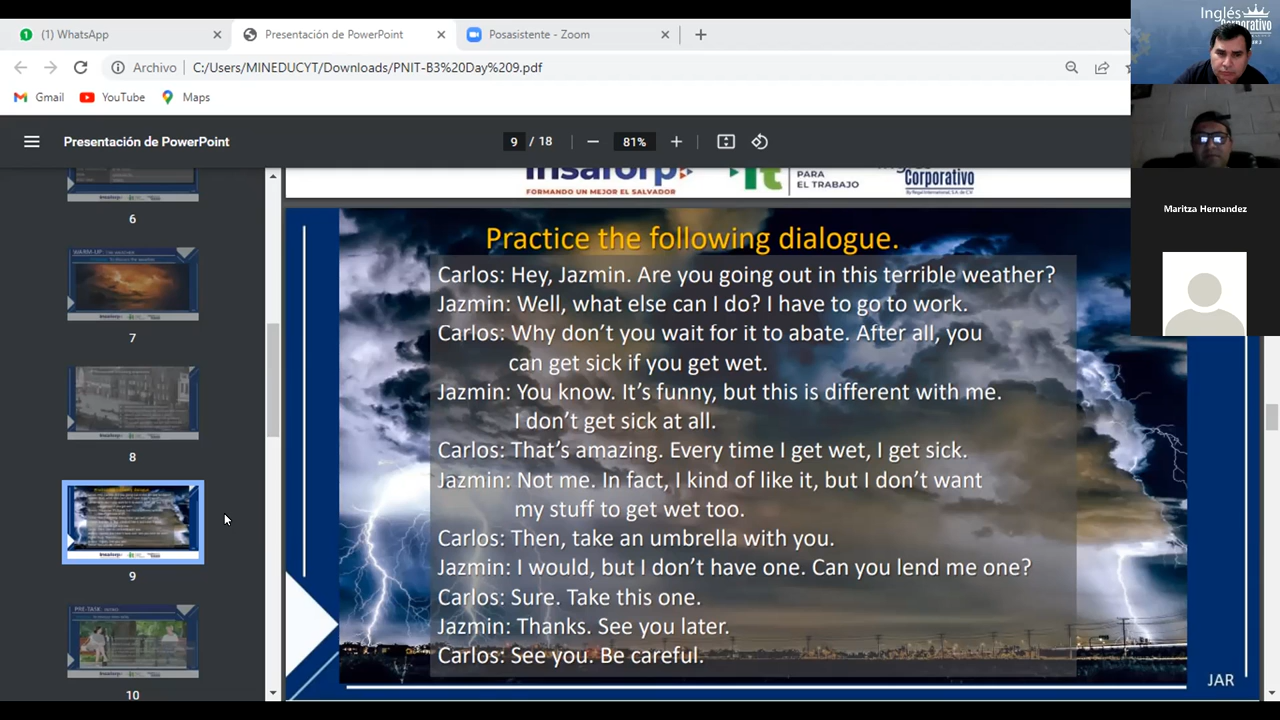 (1) WhatsApp
Presentación de PowerPoint
Posasistente - Zoom
Archivo
C:/Users/MINEDUCYT/Downloads/PNIT-B3%20Day%209.pdf
Gmail
YouTube
Maps
Presentación de PowerPoint
9 / 18
81%
Inglés
Corporativo
Maritza Hernandez
6
7
8
9
10
WARM-UP:
PRE-TASK:
insaforp
FORMANDO UN MEJOR EL SALVADOR
PARA
EL TRABAJO
Corporativo
Practice the following dialogue.
Carlos: Hey, Jazmin. Are you going out in this terrible weather?
Jazmin: Well, what else can I do? I have to go to work.
Carlos: Why don't you wait for it to abate. After all, you
can get sick if you get wet.
Jazmin: You know. It's funny, but this is different with me.
I don't get sick at all.
Carlos: That's amazing. Every time I get wet, I get sick.
Jazmin: Not me. In fact, I kind of like it, but I don't want
my stuff to get wet too.
Carlos: Then, take an umbrella with you.
Jazmin: I would, but I don't have one. Can you lend me one?
Carlos: Sure. Take this one.
Jazmin: Thanks. See you later.
Carlos: See you. Be careful.
JAR